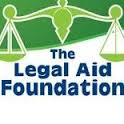 The
Legal Aid
Foundation